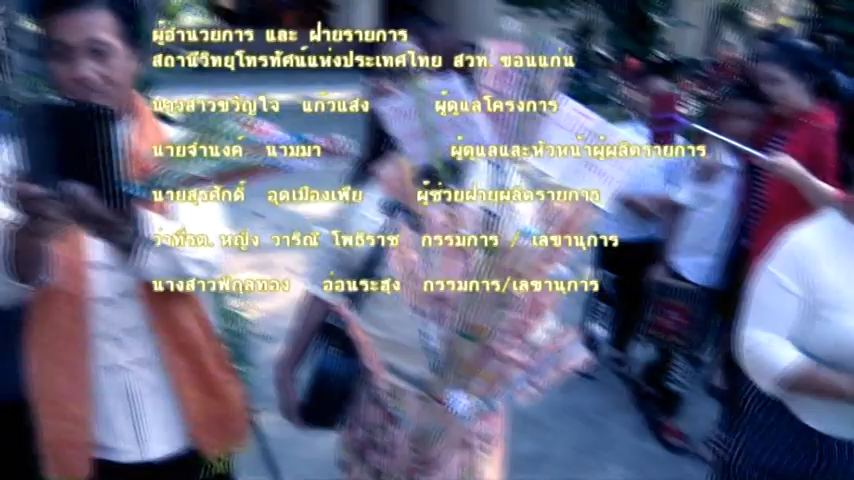 ผู้อำนวยการ และ ฝ่ายรายการ
สถานีวิทยุโทรทัศน์แห่งประเทศไทย สวท.ขอนแก่น
นางสาวขวัญใจ แก้วแสง ผู้ดูแลโครงการ
นายจำนงค์ นามมา ผู้ดูแลและหัวหน้าผู้ผลิตรายการ
นายสุรศักดิ์ อุดเมืองเพีย ผู้ช่วยฝ่ายผลิตรายการ
ว่าที่รต.หญิง วาริณี โพธิราช กรรมการ / เลขานุการ
นางสาวพิกุลทอง อ่อนระฮุง กรรมการ/เลขานุการ